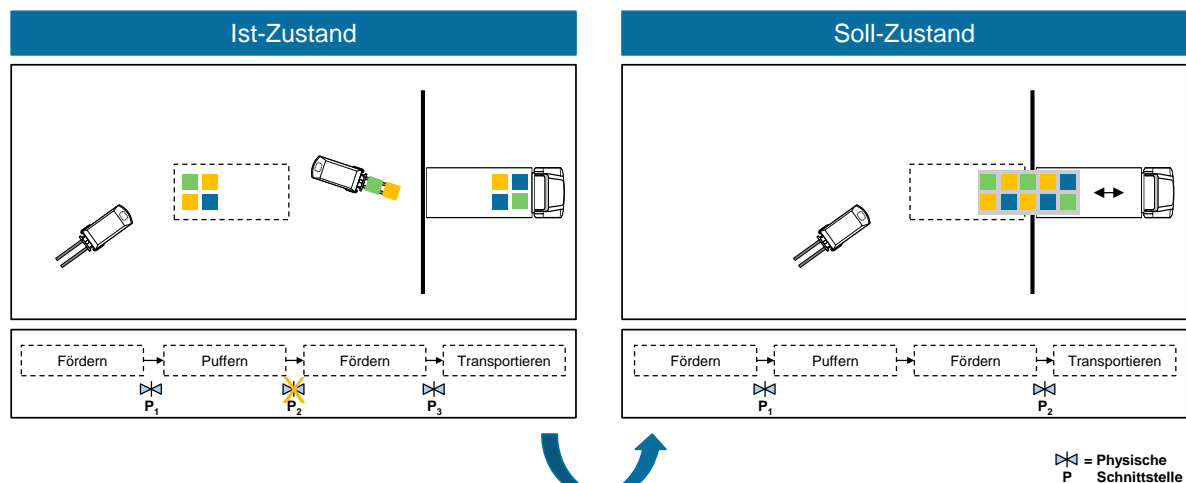 Ist-Zustand
Fördern Puffern Fördern Transportieren
P1 P2 P3
Soll-Zustand
Fördern Puffern Fördern Transportieren
P1 P2
= Physische
P Schnittstelle